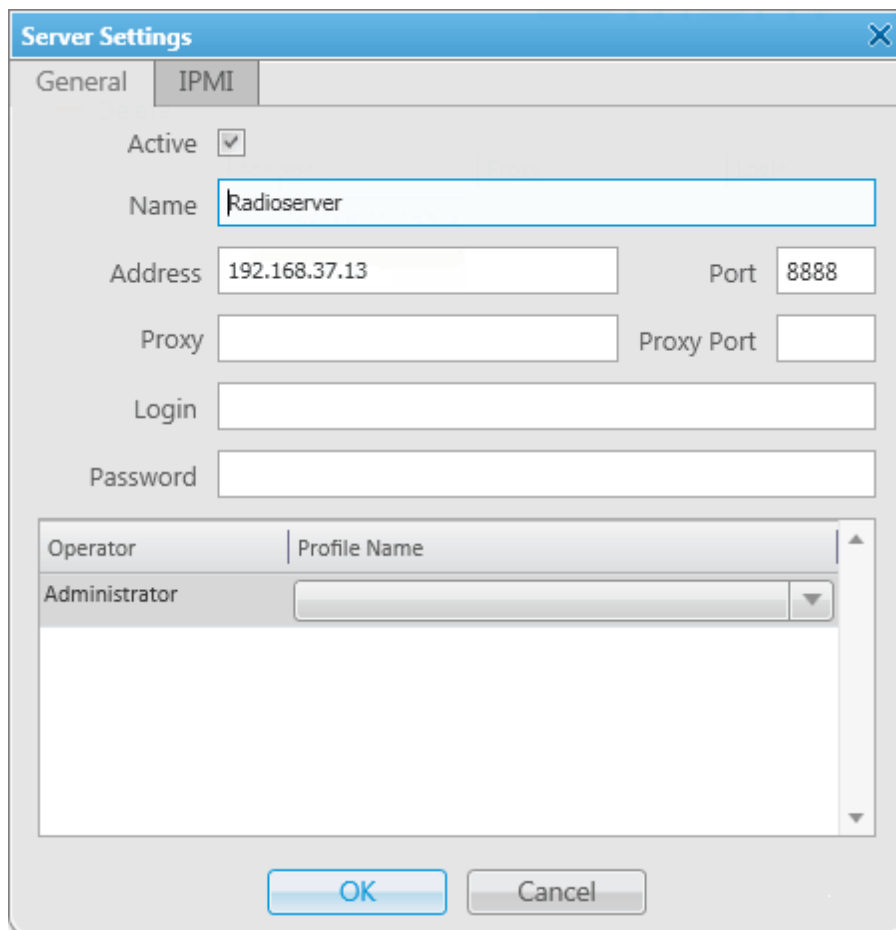 Server Settings
General IPMI
Active
Name Radioserver
Address 192.168.37.13 Port 8888
Proxy Proxy Port
Login
Password
Operator Profile Name
Administrator
OK Cancel